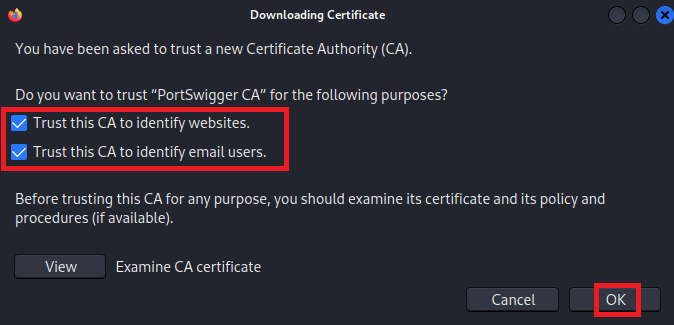 Downloading Certificate
You have been asked to trust a new Certificate Authority (CA).
Do you want to trust “PortSwigger CA” for the following purposes?
Trust this CA to identify websites.
Trust this CA to identify email users.
Before trusting this CA for any purpose, you should examine its certificate and its policy and
procedures (if available).
View Examine CA certificate
Cancel OK